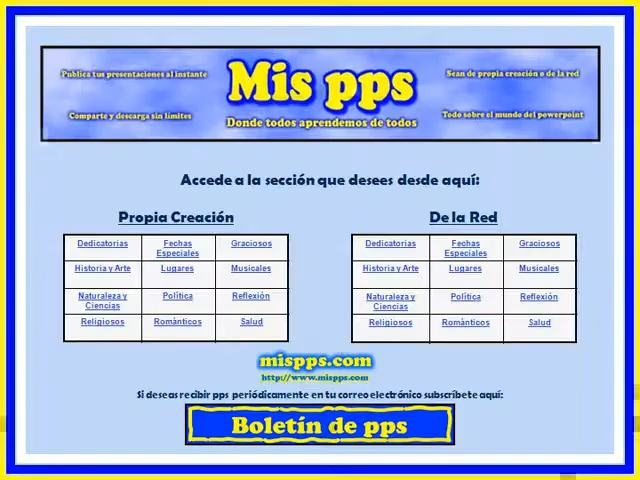 Publica tus presentaciones al instante
Mis pps
Sean de propia creación o de la red
Comparte y descarga sin límites
Donde todos aprendemos de todos
Todo sobre el mundo del powerpoint
Accede a la sección que desees desde aquí:
Propia Creación
De la Red
Dedicatorias Fechas Especiales Graciosos
Historia y Arte Lugares Musicales
Naturaleza y Ciencias Política Reflexión
Religiosos Románticos Salud
Dedicatorias Fechas Especiales Graciosos
Historia y Arte Lugares Musicales
Naturaleza y Ciencias Política Reflexión
Religiosos Románticos Salud
mispps.com
http://www.mispps.com
Si deseas recibir pps periódicamente en tu correo electrónico subscríbete aquí:
Boletín de pps